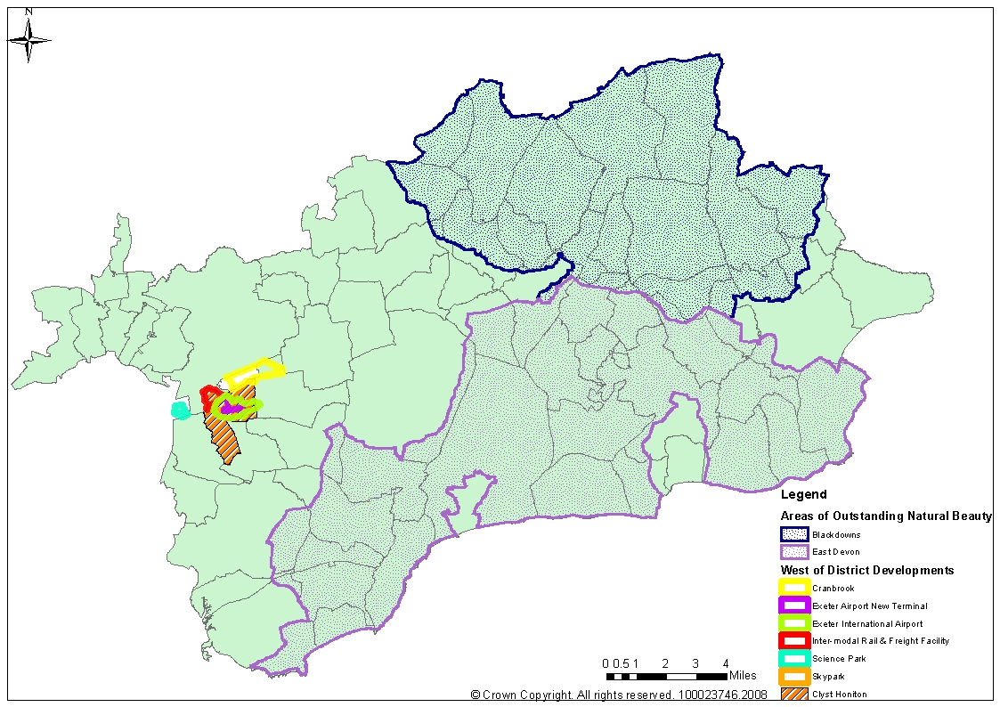 N
Legend
Areas of Outstanding Natural Beauty
Blackdowns
East Devon
West of District Developments
Cranbrook
Exeter Airport New Terminal
Exeter International Airport
Inter-modal Rail & Freight Facility
Science Park
Skypark
Clyst Honiton
0 0.5 1 2 3 4
Miles
© Crown Copyright. All rights reserved. 100023746.2008